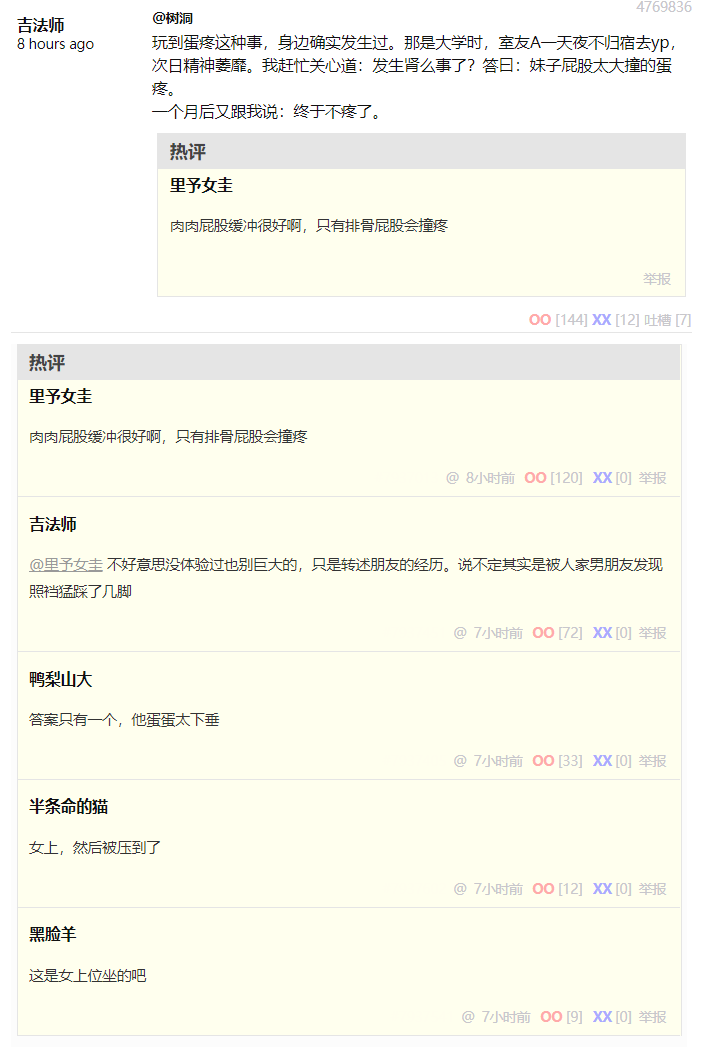 4769836
吉法师
8 hours ago
@树洞
玩到蛋疼这种事，身边确实发生过。那是大学时，室友A一天夜不归宿去yp，
次日精神萎靡。我赶忙关心道：发生肾么事了？答曰：妹子屁股太大撞的蛋
疼。
一个月后又跟我说：终于不疼了。
热评
里予女圭
肉肉屁股缓冲很好啊，只有排骨屁股会撞疼
举报
OO [144] XX [12] 吐槽 [7]
热评
里予女圭
肉肉屁股缓冲很好啊，只有排骨屁股会撞疼
@ 8小时前 OO [120] XX [0] 举报
吉法师
@里予女圭 不好意思没体验过也别巨大的，只是转述朋友的经历。说不定其实是被人家男朋友发现
照裆猛踩了几脚
@ 7小时前 OO [72] XX [0] 举报
鸭梨山大
答案只有一个，他蛋蛋太下垂
@ 7小时前 OO [33] XX [0] 举报
半条命的猫
女上，然后被压到了
@ 7小时前 OO [12] XX [0] 举报
黑脸羊
这是女上位坐的吧
@ 7小时前 OO [9] XX [0] 举报